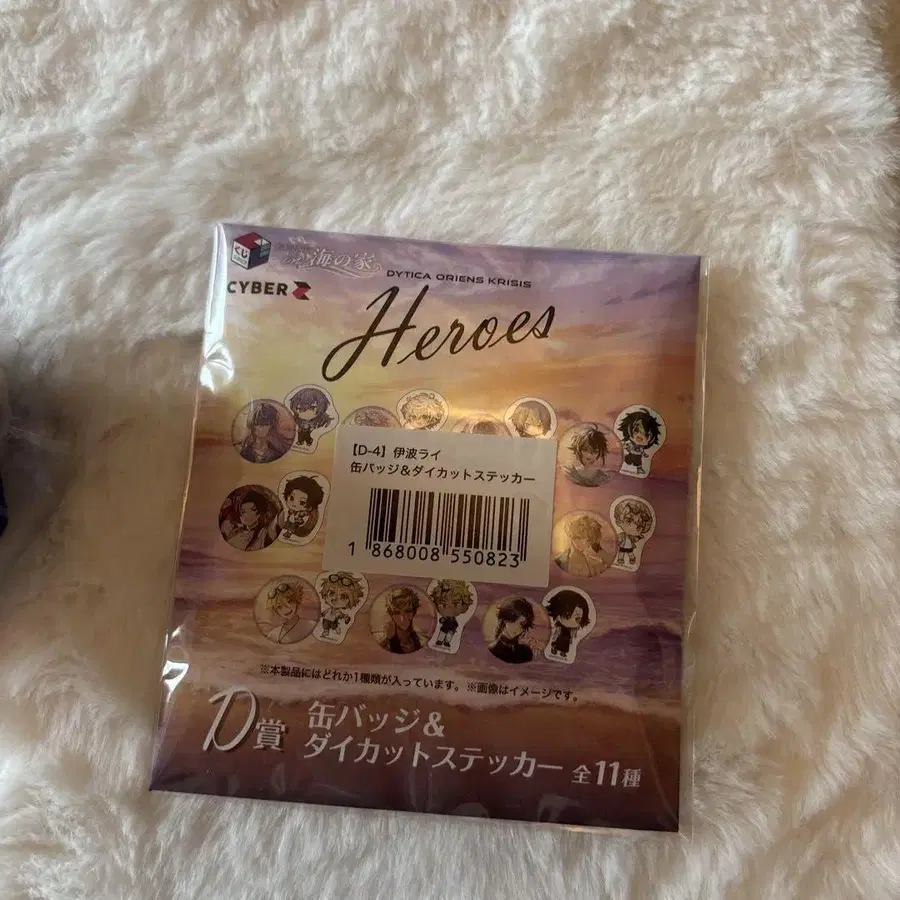 くじ
海の家
DYTICA ORIENS KRISIS
CYBER Z
Heroes
【D-4】伊波ライ
缶バッジ&ダイカットステッカー
1 868008 550823
※本製品にはどれか1種類が入っています。※画像はイメージです。
D賞
缶バッジ&
ダイカットステッカー 全11種